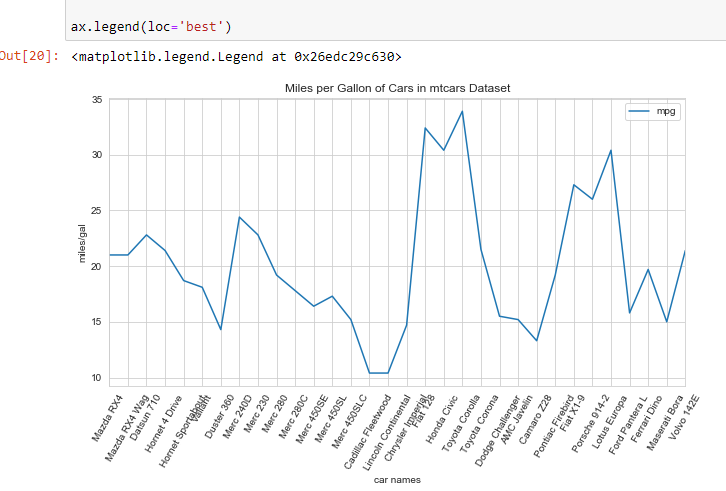 ax.legend(loc='best')
Out[20]: <matplotlib.legend.Legend at 0x26edc29c630>
Miles per Gallon of Cars in mtcars Dataset
mpg
miles/gal
35
30
25
20
15
10
Mazda RX4
Mazda RX4 Wag
Datsun 710
Hornet 4 Drive
Hornet Sportabout
Valiant
Duster 360
Merc 240D
Merc 230
Merc 280
Merc 280C
Merc 450SE
Merc 450SL
Merc 450SLC
Cadillac Fleetwood
Lincoln Continental
Chrysler Imperial
Fiat 128
Honda Civic
Toyota Corolla
Toyota Corona
Dodge Challenger
AMC Javelin
Camaro Z28
Pontiac Firebird
Fiat X1-9
Porsche 914-2
Lotus Europa
Ford Pantera L
Ferrari Dino
Maserati Bora
Volvo 142E
car names